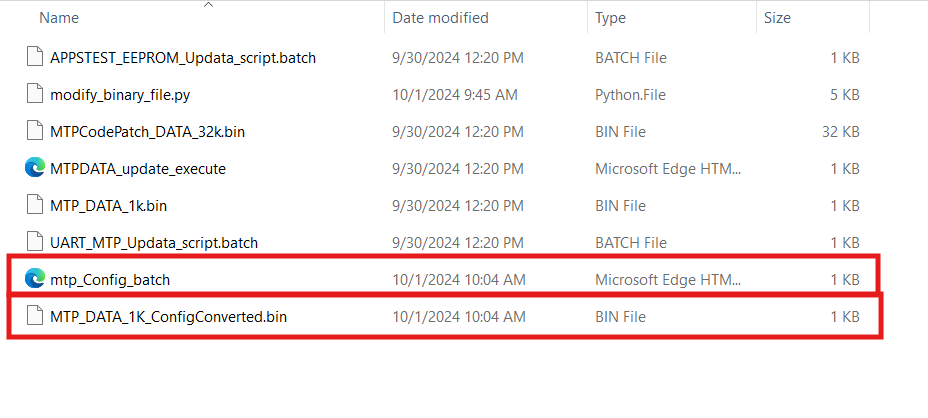 Name Date modified Type Size
APPSTEST_EEPROM_Updata_script.batch 9/30/2024 12:20 PM BATCH File 1 KB
modify_binary_file.py 10/1/2024 9:45 AM Python.File 5 KB
MTPCodePatch_DATA_32k.bin 9/30/2024 12:20 PM BIN File 32 KB
MTPDATA_update_execute 9/30/2024 12:20 PM Microsoft Edge HTM... 1 KB
MTP_DATA_1k.bin 9/30/2024 12:20 PM BIN File 1 KB
UART_MTP_Updata_script.batch 9/30/2024 12:20 PM BATCH File 1 KB
mtp_Config_batch 10/1/2024 10:04 AM Microsoft Edge HTM... 1 KB
MTP_DATA_1K_ConfigConverted.bin 10/1/2024 10:04 AM BIN File 1 KB